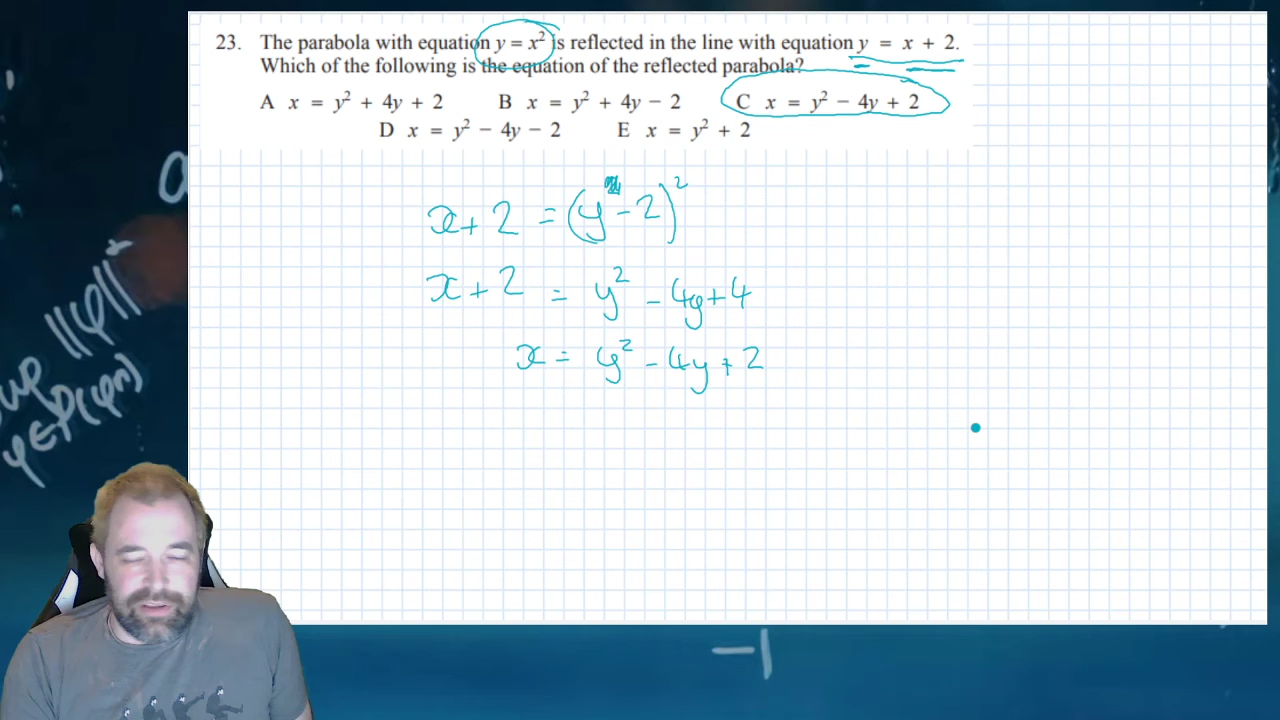 23. The parabola with equation y = x² is reflected in the line with equation y = x + 2.
Which of the following is the equation of the reflected parabola?
A x = y² + 4y + 2 B x = y² + 4y − 2 C x = y² − 4y + 2
D x = y² − 4y − 2 E x = y² + 2
x + 2 = (y − 2)²
x + 2 = y² − 4y + 4
x = y² − 4y + 2
||φ||
φ∈P(φn)
−1